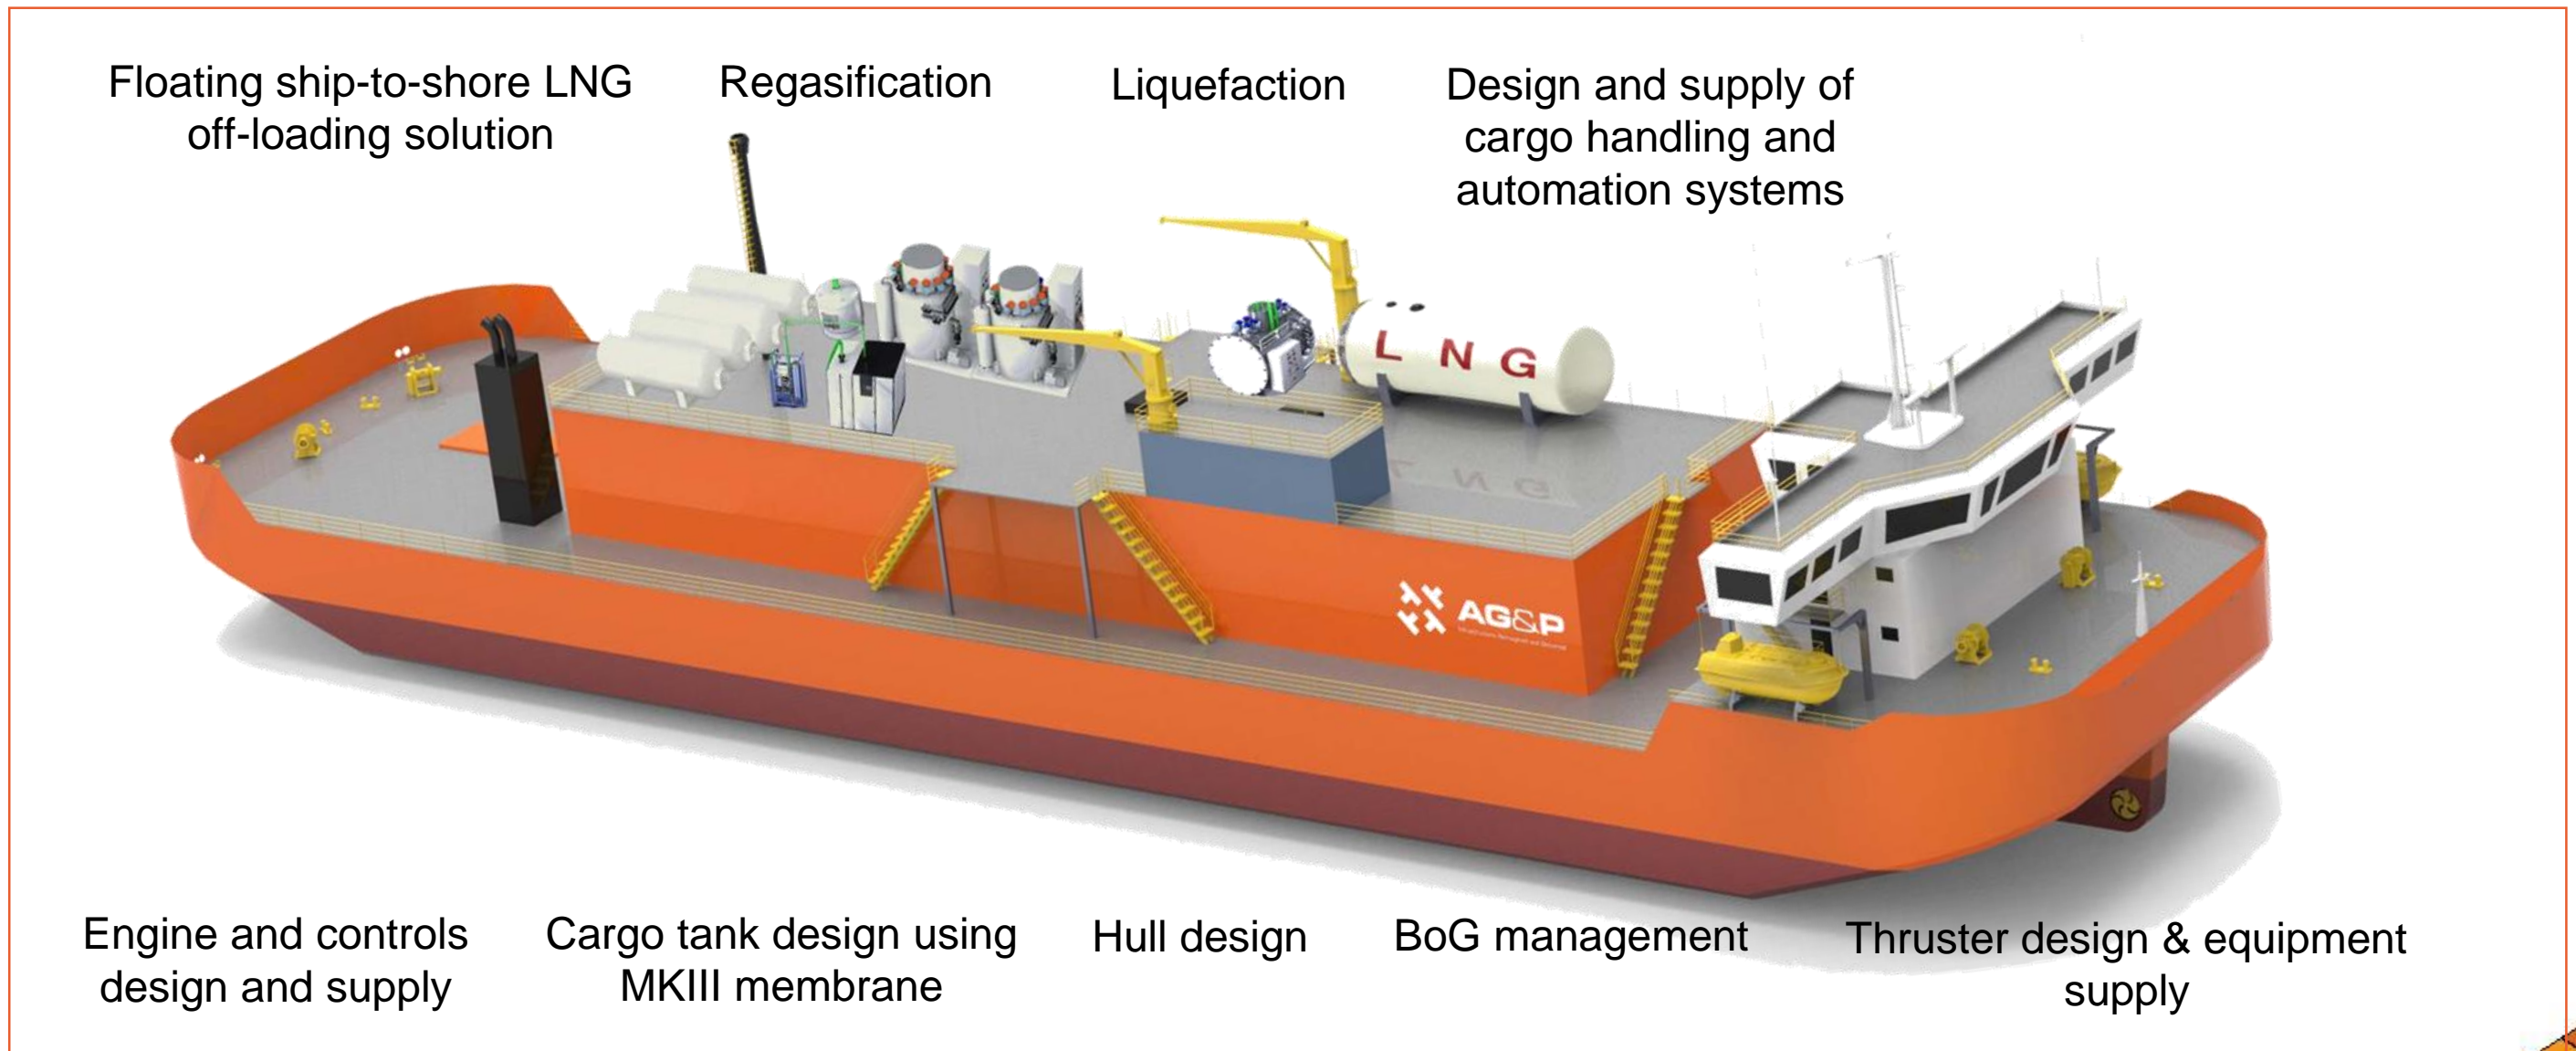 Floating ship-to-shore LNG
off-loading solution
Regasification
Liquefaction
Design and supply of
cargo handling and
automation systems
LNG
AG&P
Engine and controls
design and supply
Cargo tank design using
MKIII membrane
Hull design
BoG management
Thruster design & equipment
supply